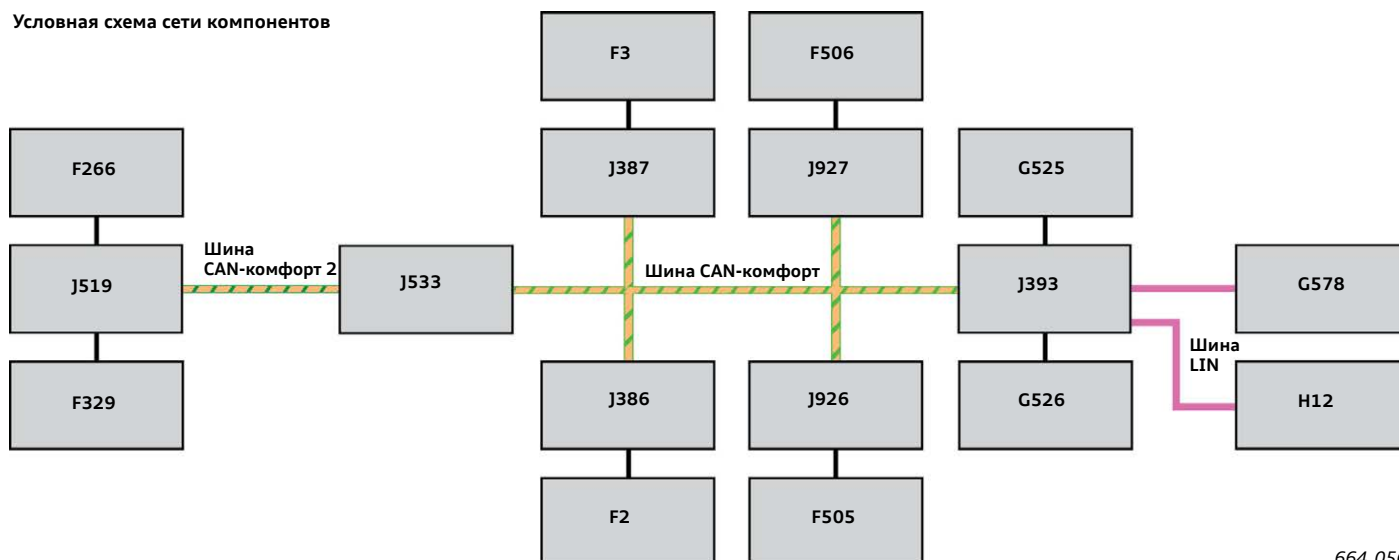 Условная схема сети компонентов
F3
F506
F266
J387
J927
G525
Шина
CAN-комфорт 2
J519
J533
Шина CAN-комфорт
J393
G578
Шина
LIN
F329
J386
J926
G526
H12
F2
F505